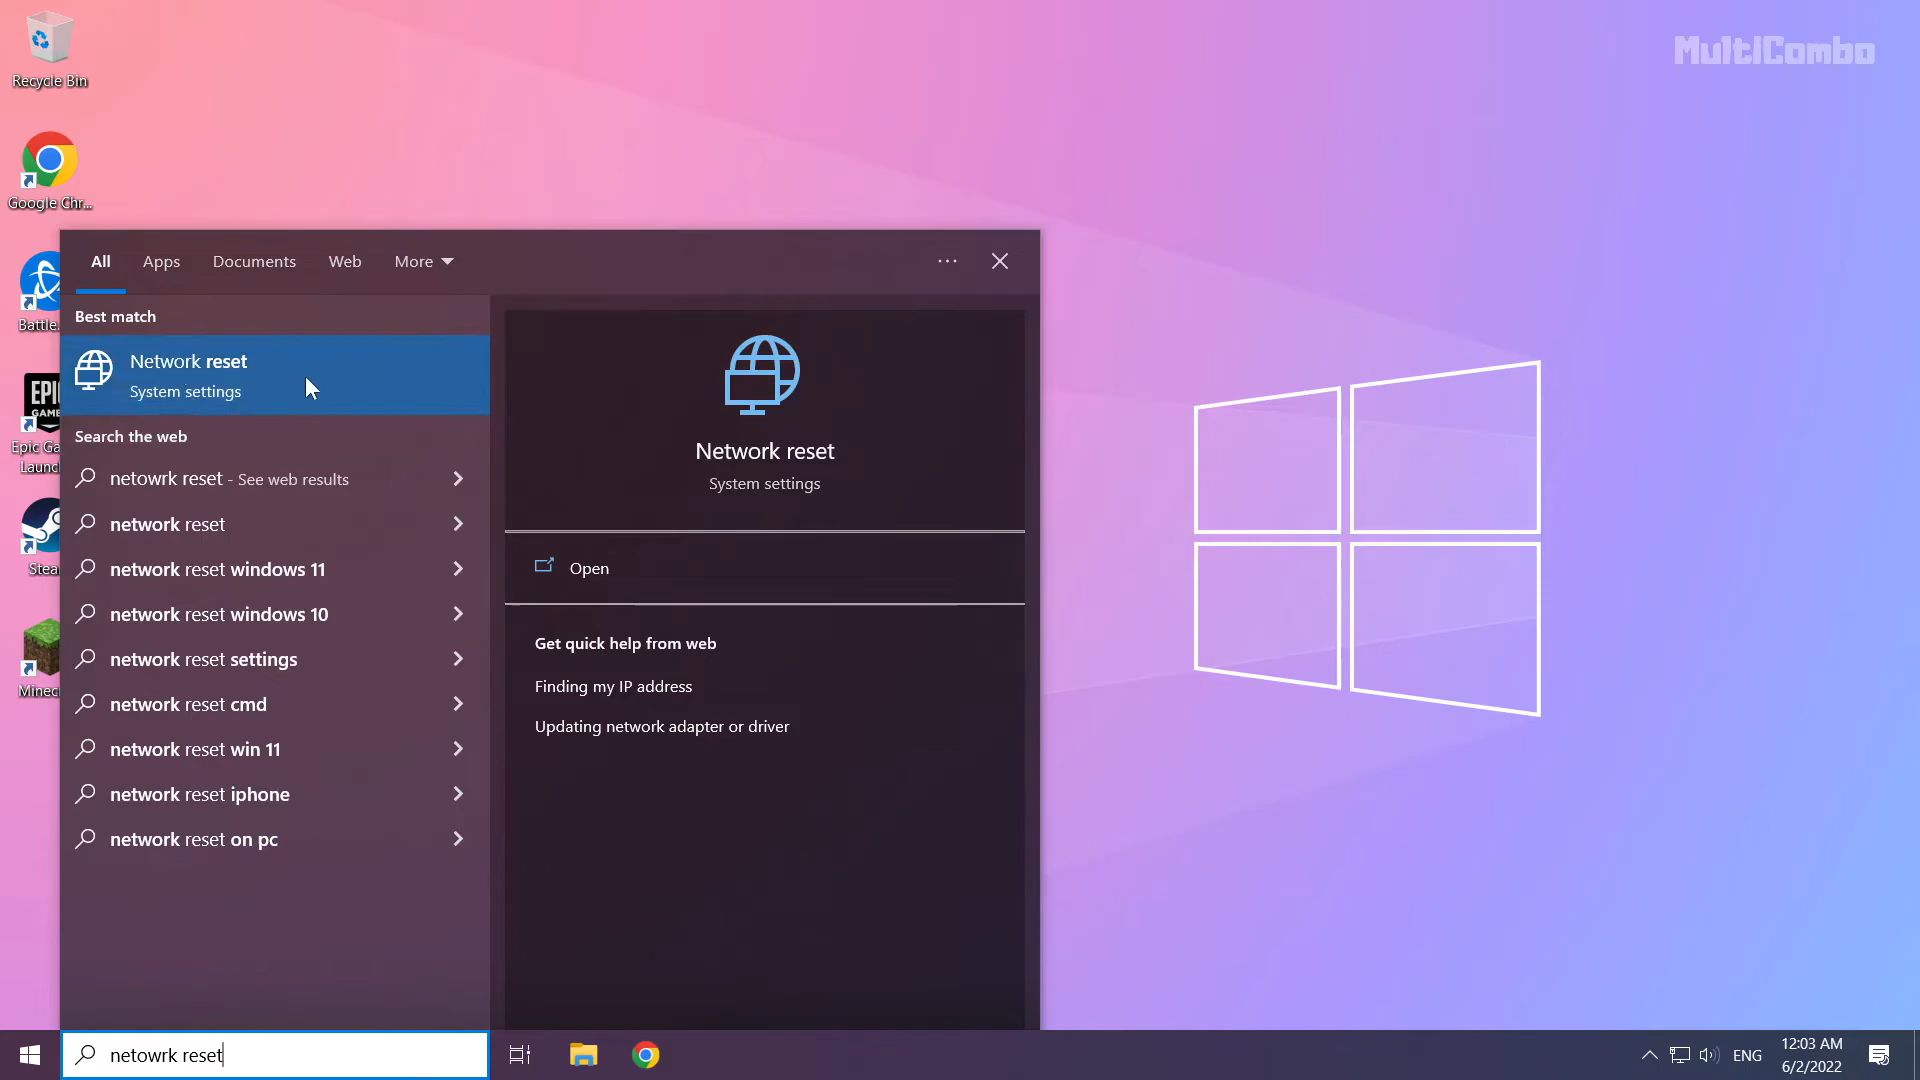 MultiCombo
Recycle Bin
Google Chr...
Battle.
EPIC
GAMES
Epic Ga
Launc
Stea
Minec
All
Apps
Documents
Web
More
Best match
Network reset
System settings
Search the web
netowrk reset - See web results
network reset
network reset windows 11
network reset windows 10
network reset settings
network reset cmd
network reset win 11
network reset iphone
network reset on pc
Network reset
System settings
Open
Get quick help from web
Finding my IP address
Updating network adapter or driver
netowrk reset
ENG
12:03 AM
6/2/2022